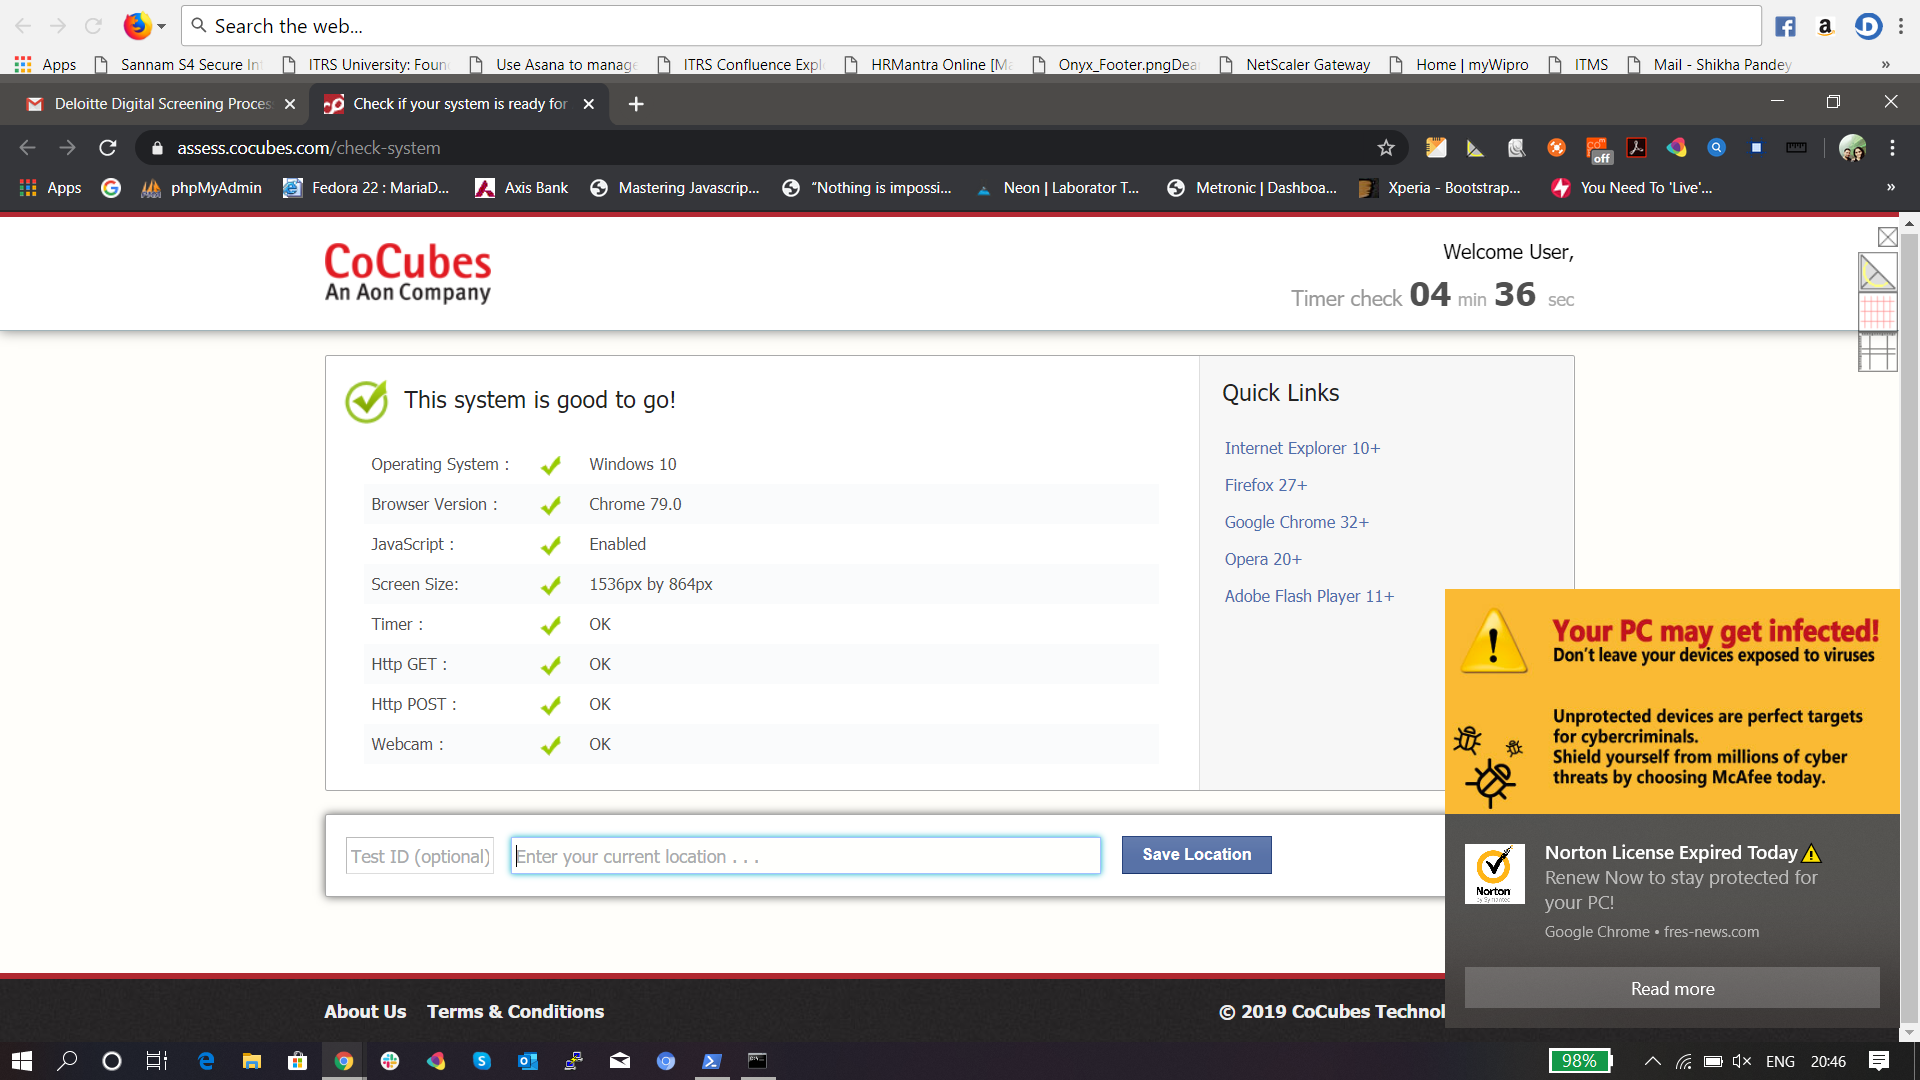 Search the web...
Apps Sannam S4 Secure In ITRS University: Foun Use Asana to manage ITRS Confluence Expl HRMantra Online [Ma Onyx_Footer.pngDea NetScaler Gateway Home | myWipro ITMS Mail - Shikha Pandey »
Deloitte Digital Screening Proces Check if your system is ready for
assess.cocubes.com/check-system
off
Apps phpMyAdmin Fedora 22 : MariaD... Axis Bank Mastering Javascrip... “Nothing is impossi... Neon | Laborator T... Metronic | Dashboa... Xperia - Bootstrap... You Need To 'Live'... »
CoCubes
An Aon Company
Welcome User,
Timer check 04 min 36 sec
This system is good to go!
Operating System : Windows 10
Browser Version : Chrome 79.0
JavaScript : Enabled
Screen Size: 1536px by 864px
Timer : OK
Http GET : OK
Http POST : OK
Webcam : OK
Quick Links
Internet Explorer 10+
Firefox 27+
Google Chrome 32+
Opera 20+
Adobe Flash Player 11+
Test ID (optional) Enter your current location . . . Save Location
Your PC may get infected!
Don't leave your devices exposed to viruses
Unprotected devices are perfect targets
for cybercriminals.
Shield yourself from millions of cyber
threats by choosing McAfee today.
Norton
by Symantec
Norton License Expired Today
Renew Now to stay protected for
your PC!
Google Chrome • fres-news.com
Read more
About Us Terms & Conditions © 2019 CoCubes Technol
98% ENG 20:46